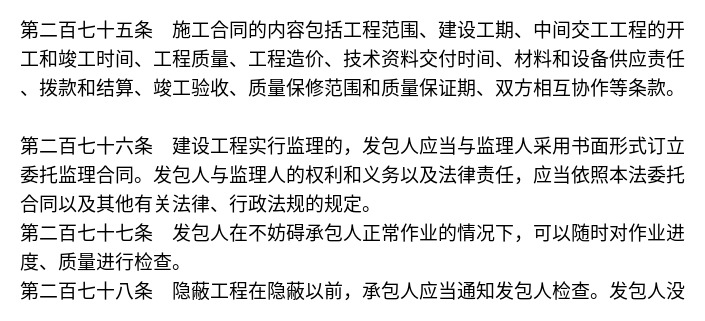 第二百七十五条　施工合同的内容包括工程范围、建设工期、中间交工工程的开
工和竣工时间、工程质量、工程造价、技术资料交付时间、材料和设备供应责任
、拨款和结算、竣工验收、质量保修范围和质量保证期、双方相互协作等条款。
第二百七十六条　建设工程实行监理的，发包人应当与监理人采用书面形式订立
委托监理合同。发包人与监理人的权利和义务以及法律责任，应当依照本法委托
合同以及其他有关法律、行政法规的规定。
第二百七十七条　发包人在不妨碍承包人正常作业的情况下，可以随时对作业进
度、质量进行检查。
第二百七十八条　隐蔽工程在隐蔽以前，承包人应当通知发包人检查。发包人没